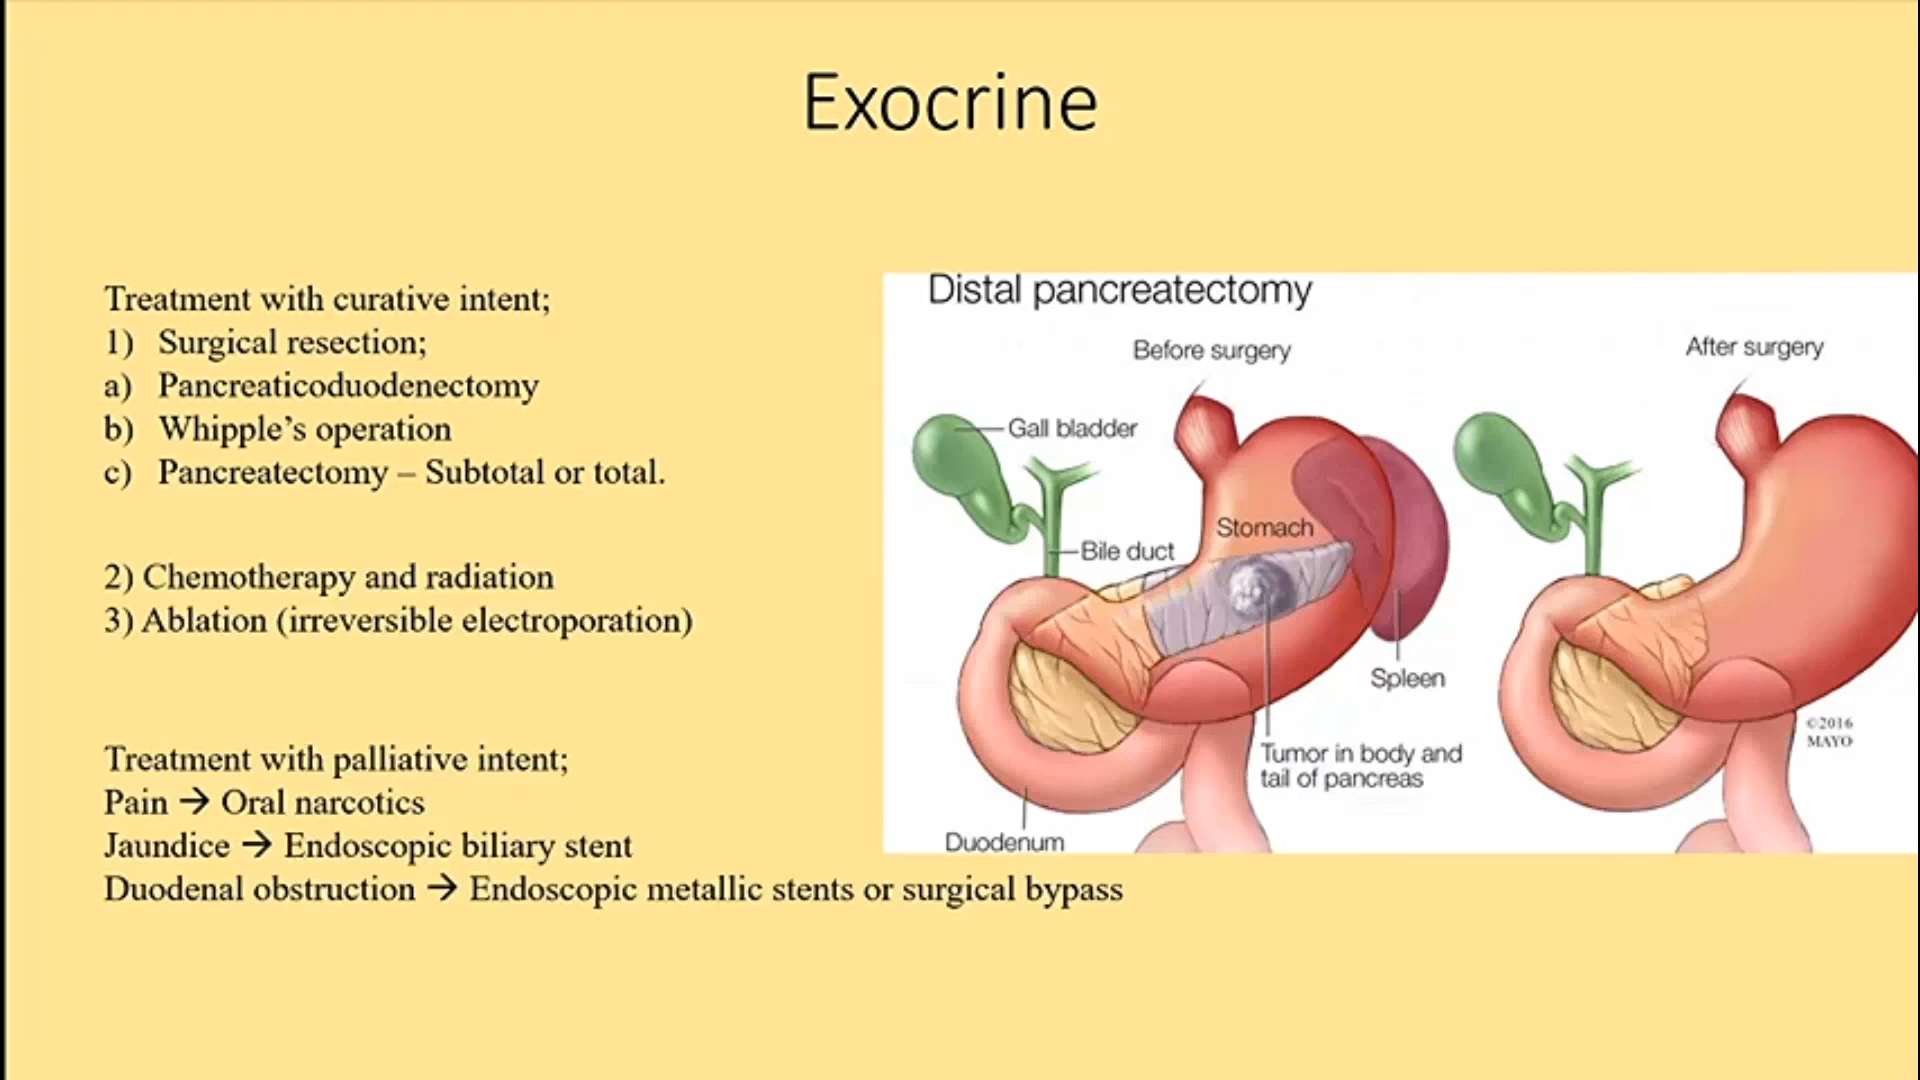 Exocrine
Treatment with curative intent;
1) Surgical resection;
a) Pancreaticoduodenectomy
b) Whipple’s operation
c) Pancreatectomy – Subtotal or total.
2) Chemotherapy and radiation
3) Ablation (irreversible electroporation)
Treatment with palliative intent;
Pain → Oral narcotics
Jaundice → Endoscopic biliary stent
Duodenal obstruction → Endoscopic metallic stents or surgical bypass
Distal pancreatectomy
Before surgery
After surgery
Gall bladder
Stomach
Bile duct
Spleen
Tumor in body and
tail of pancreas
Duodenum
©2016
MAYO